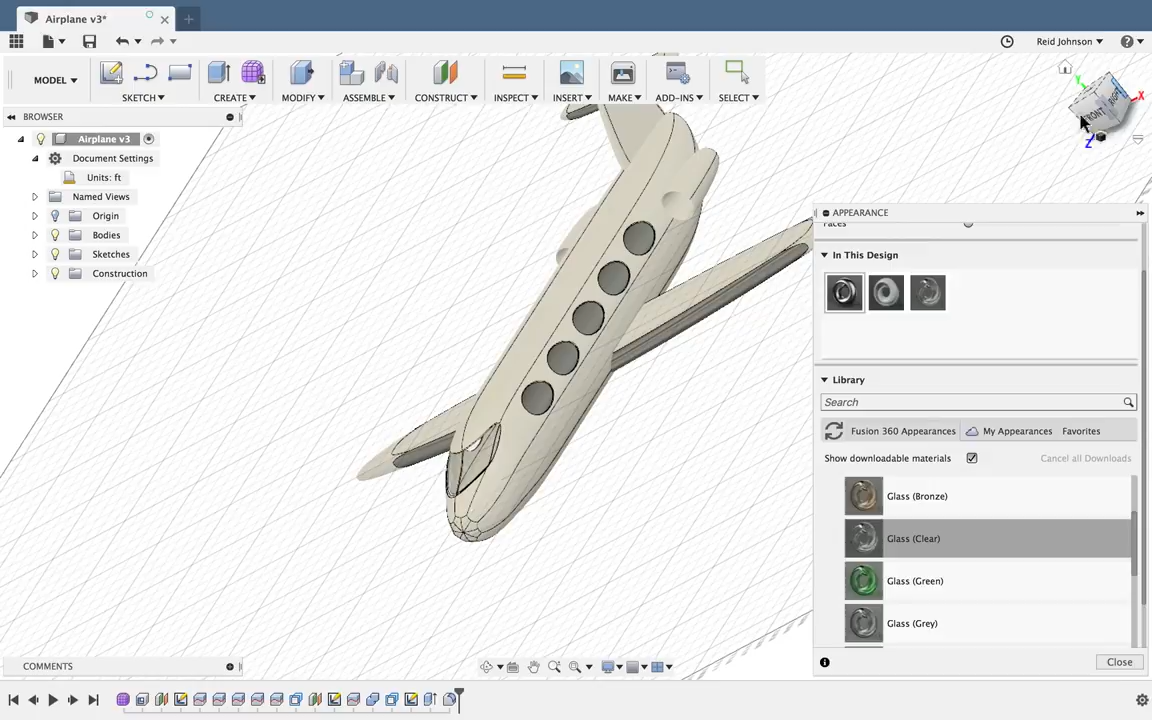 Airplane v3*
Reid Johnson
MODEL
SKETCH
CREATE
MODIFY
ASSEMBLE
CONSTRUCT
INSPECT
INSERT
MAKE
ADD-INS
SELECT
BROWSER
Airplane v3
Document Settings
Units: ft
Named Views
Origin
Bodies
Sketches
Construction
Y
X
Z
FRONT
RIGHT
APPEARANCE
Faces
In This Design
Library
Search
Fusion 360 Appearances
My Appearances
Favorites
Show downloadable materials
Cancel all Downloads
Glass (Bronze)
Glass (Clear)
Glass (Green)
Glass (Grey)
Close
COMMENTS